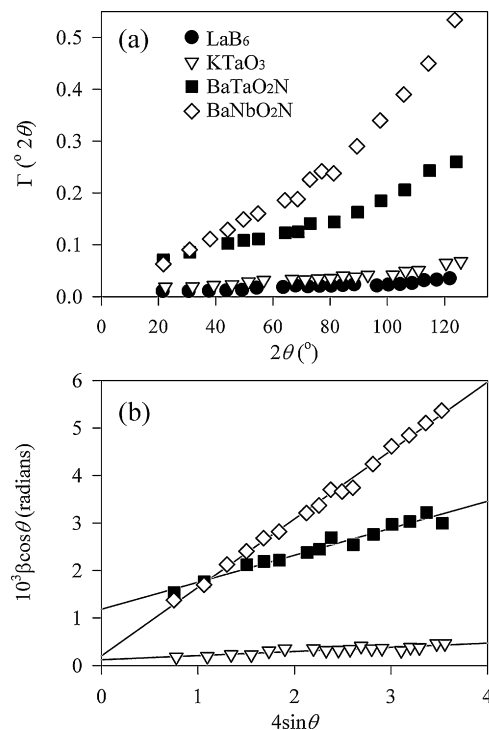 (a)
LaB6
KTaO3
BaTaO2N
BaNbO2N
Γ (° 2θ)
0.5
0.4
0.3
0.2
0.1
0.0
0 20 40 60 80 100 120
2θ (°)
(b)
10³βcosθ (radians)
6
5
4
3
2
1
0
0 1 2 3 4
4sinθ